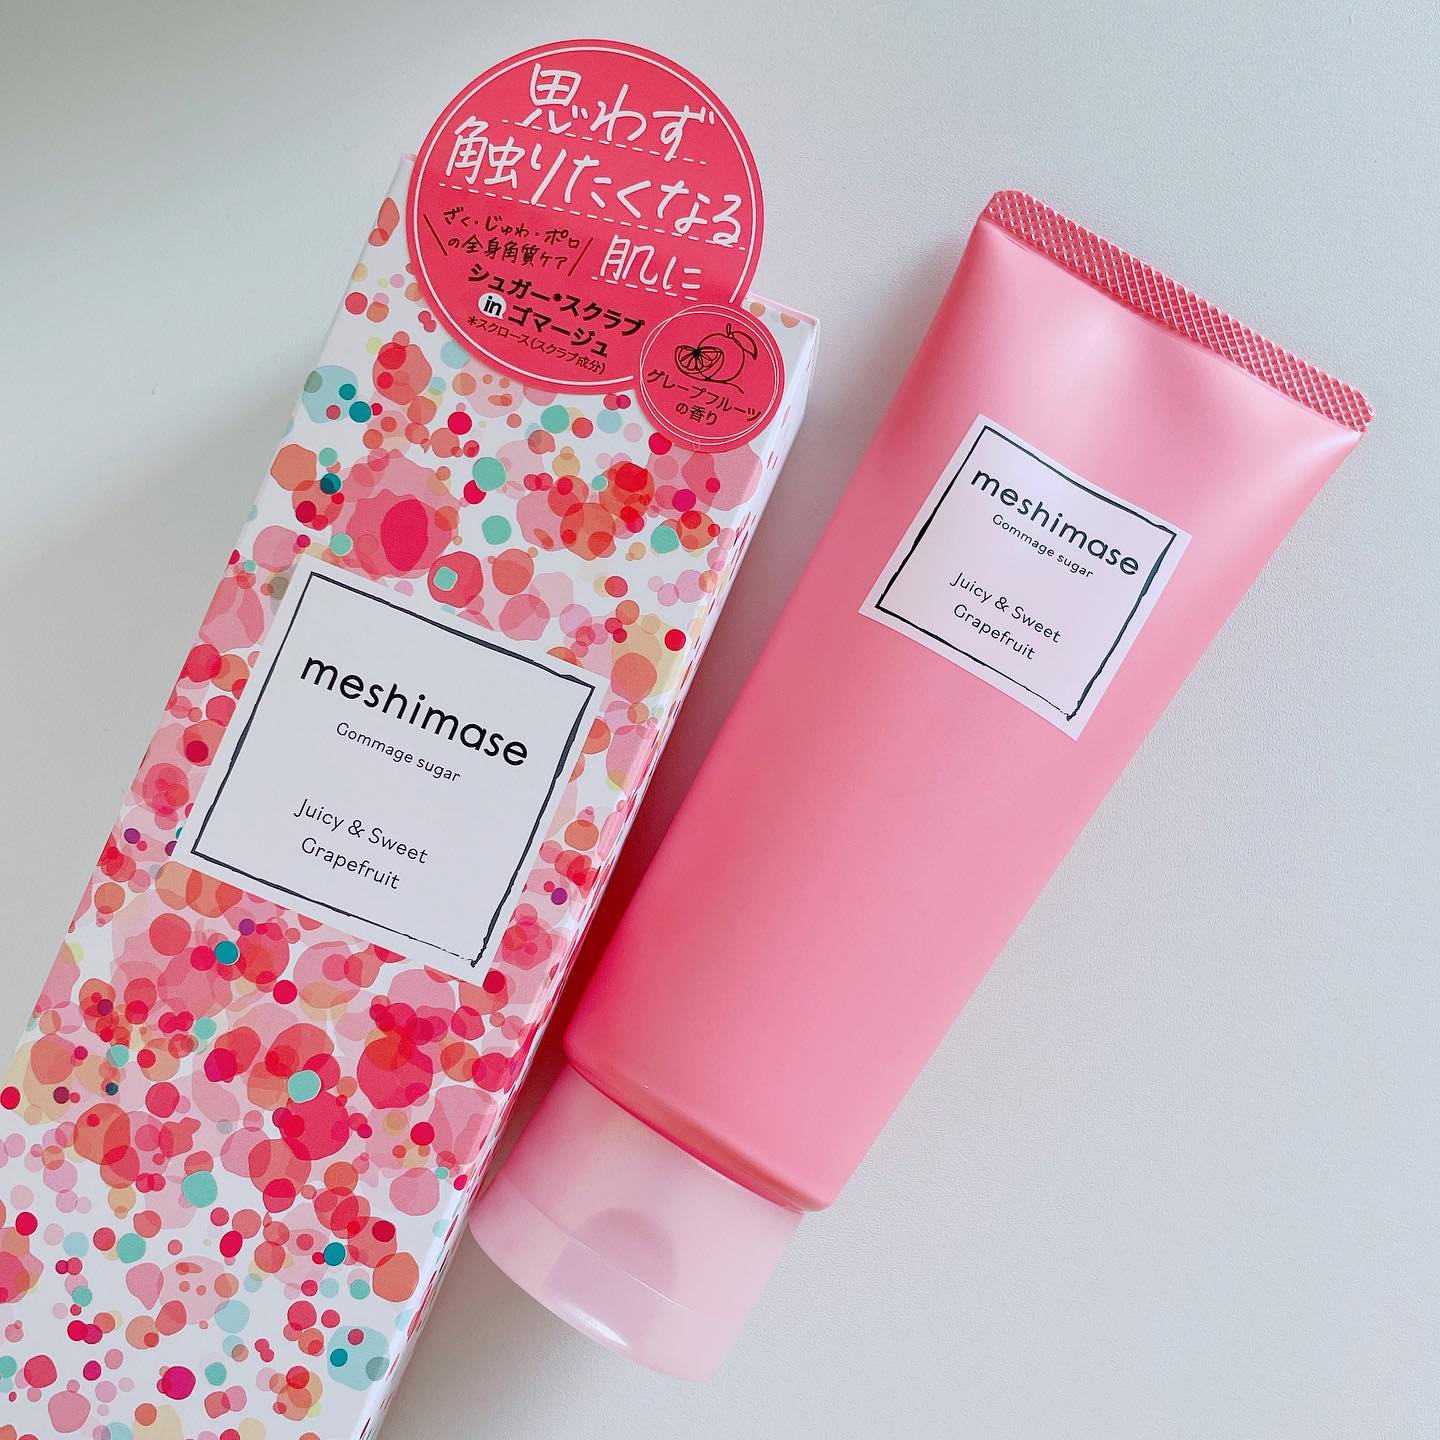 思わず
触りたくなる
肌に
ざく・じゅわ・ポロ
の全身角質ケア
シュガー*スクラブ
in ゴマージュ
*スクロース(スクラブ成分)
グレープフルーツ
の香り
meshimase
Gommage sugar
Juicy & Sweet
Grapefruit
meshimase
Gommage sugar
Juicy & Sweet
Grapefruit